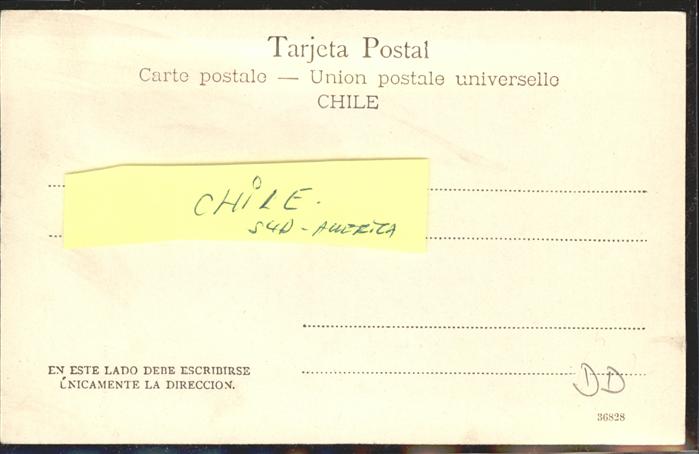 Tarjeta Postal
Carte postale — Union postale universelle
CHILE
CHILE.
SUD-AMERICA
EN ESTE LADO DEBE ESCRIBIRSE
ÚNICAMENTE LA DIRECCION.
DD
36828